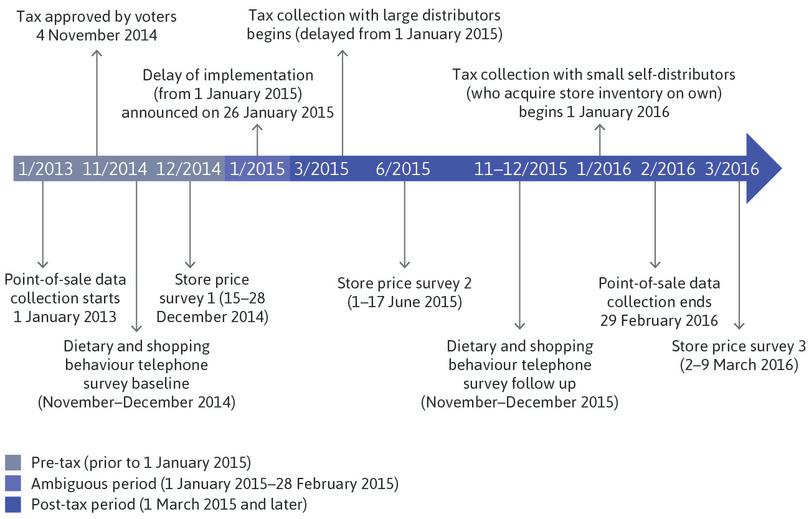 Tax approved by voters
4 November 2014
Tax collection with large distributors
begins (delayed from 1 January 2015)
Delay of implementation
(from 1 January 2015)
announced on 26 January 2015
Tax collection with small self-distributors
(who acquire store inventory on own)
begins 1 January 2016
1/2013 11/2014 12/2014 1/2015 3/2015 6/2015 11–12/2015 1/2016 2/2016 3/2016
Point-of-sale data
collection starts
1 January 2013
Dietary and shopping
behaviour telephone
survey baseline
(November–December 2014)
Store price
survey 1 (15–28
December 2014)
Store price survey 2
(1–17 June 2015)
Dietary and shopping
behaviour telephone
survey follow up
(November–December 2015)
Point-of-sale data
collection ends
29 February 2016
Store price survey 3
(2–9 March 2016)
Pre-tax (prior to 1 January 2015)
Ambiguous period (1 January 2015–28 February 2015)
Post-tax period (1 March 2015 and later)